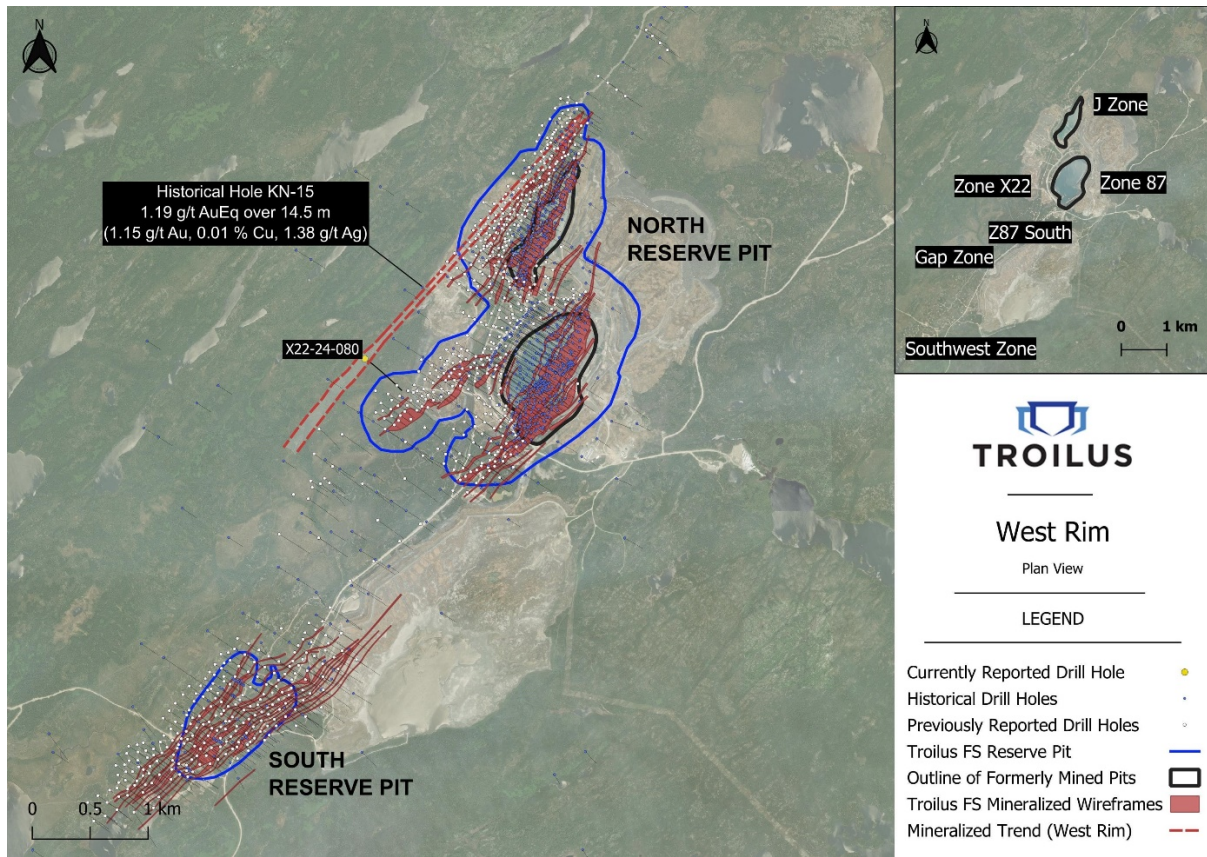 N
Historical Hole KN-15
1.19 g/t AuEq over 14.5 m
(1.15 g/t Au, 0.01 % Cu, 1.38 g/t Ag)
X22-24-080
NORTH
RESERVE PIT
SOUTH
RESERVE PIT
0 0.5 1 km
N
J Zone
Zone X22
Zone 87
Z87 South
Gap Zone
Southwest Zone
0 1 km
TROILUS
West Rim
Plan View
LEGEND
Currently Reported Drill Hole
Historical Drill Holes
Previously Reported Drill Holes
Troilus FS Reserve Pit
Outline of Formerly Mined Pits
Troilus FS Mineralized Wireframes
Mineralized Trend (West Rim)